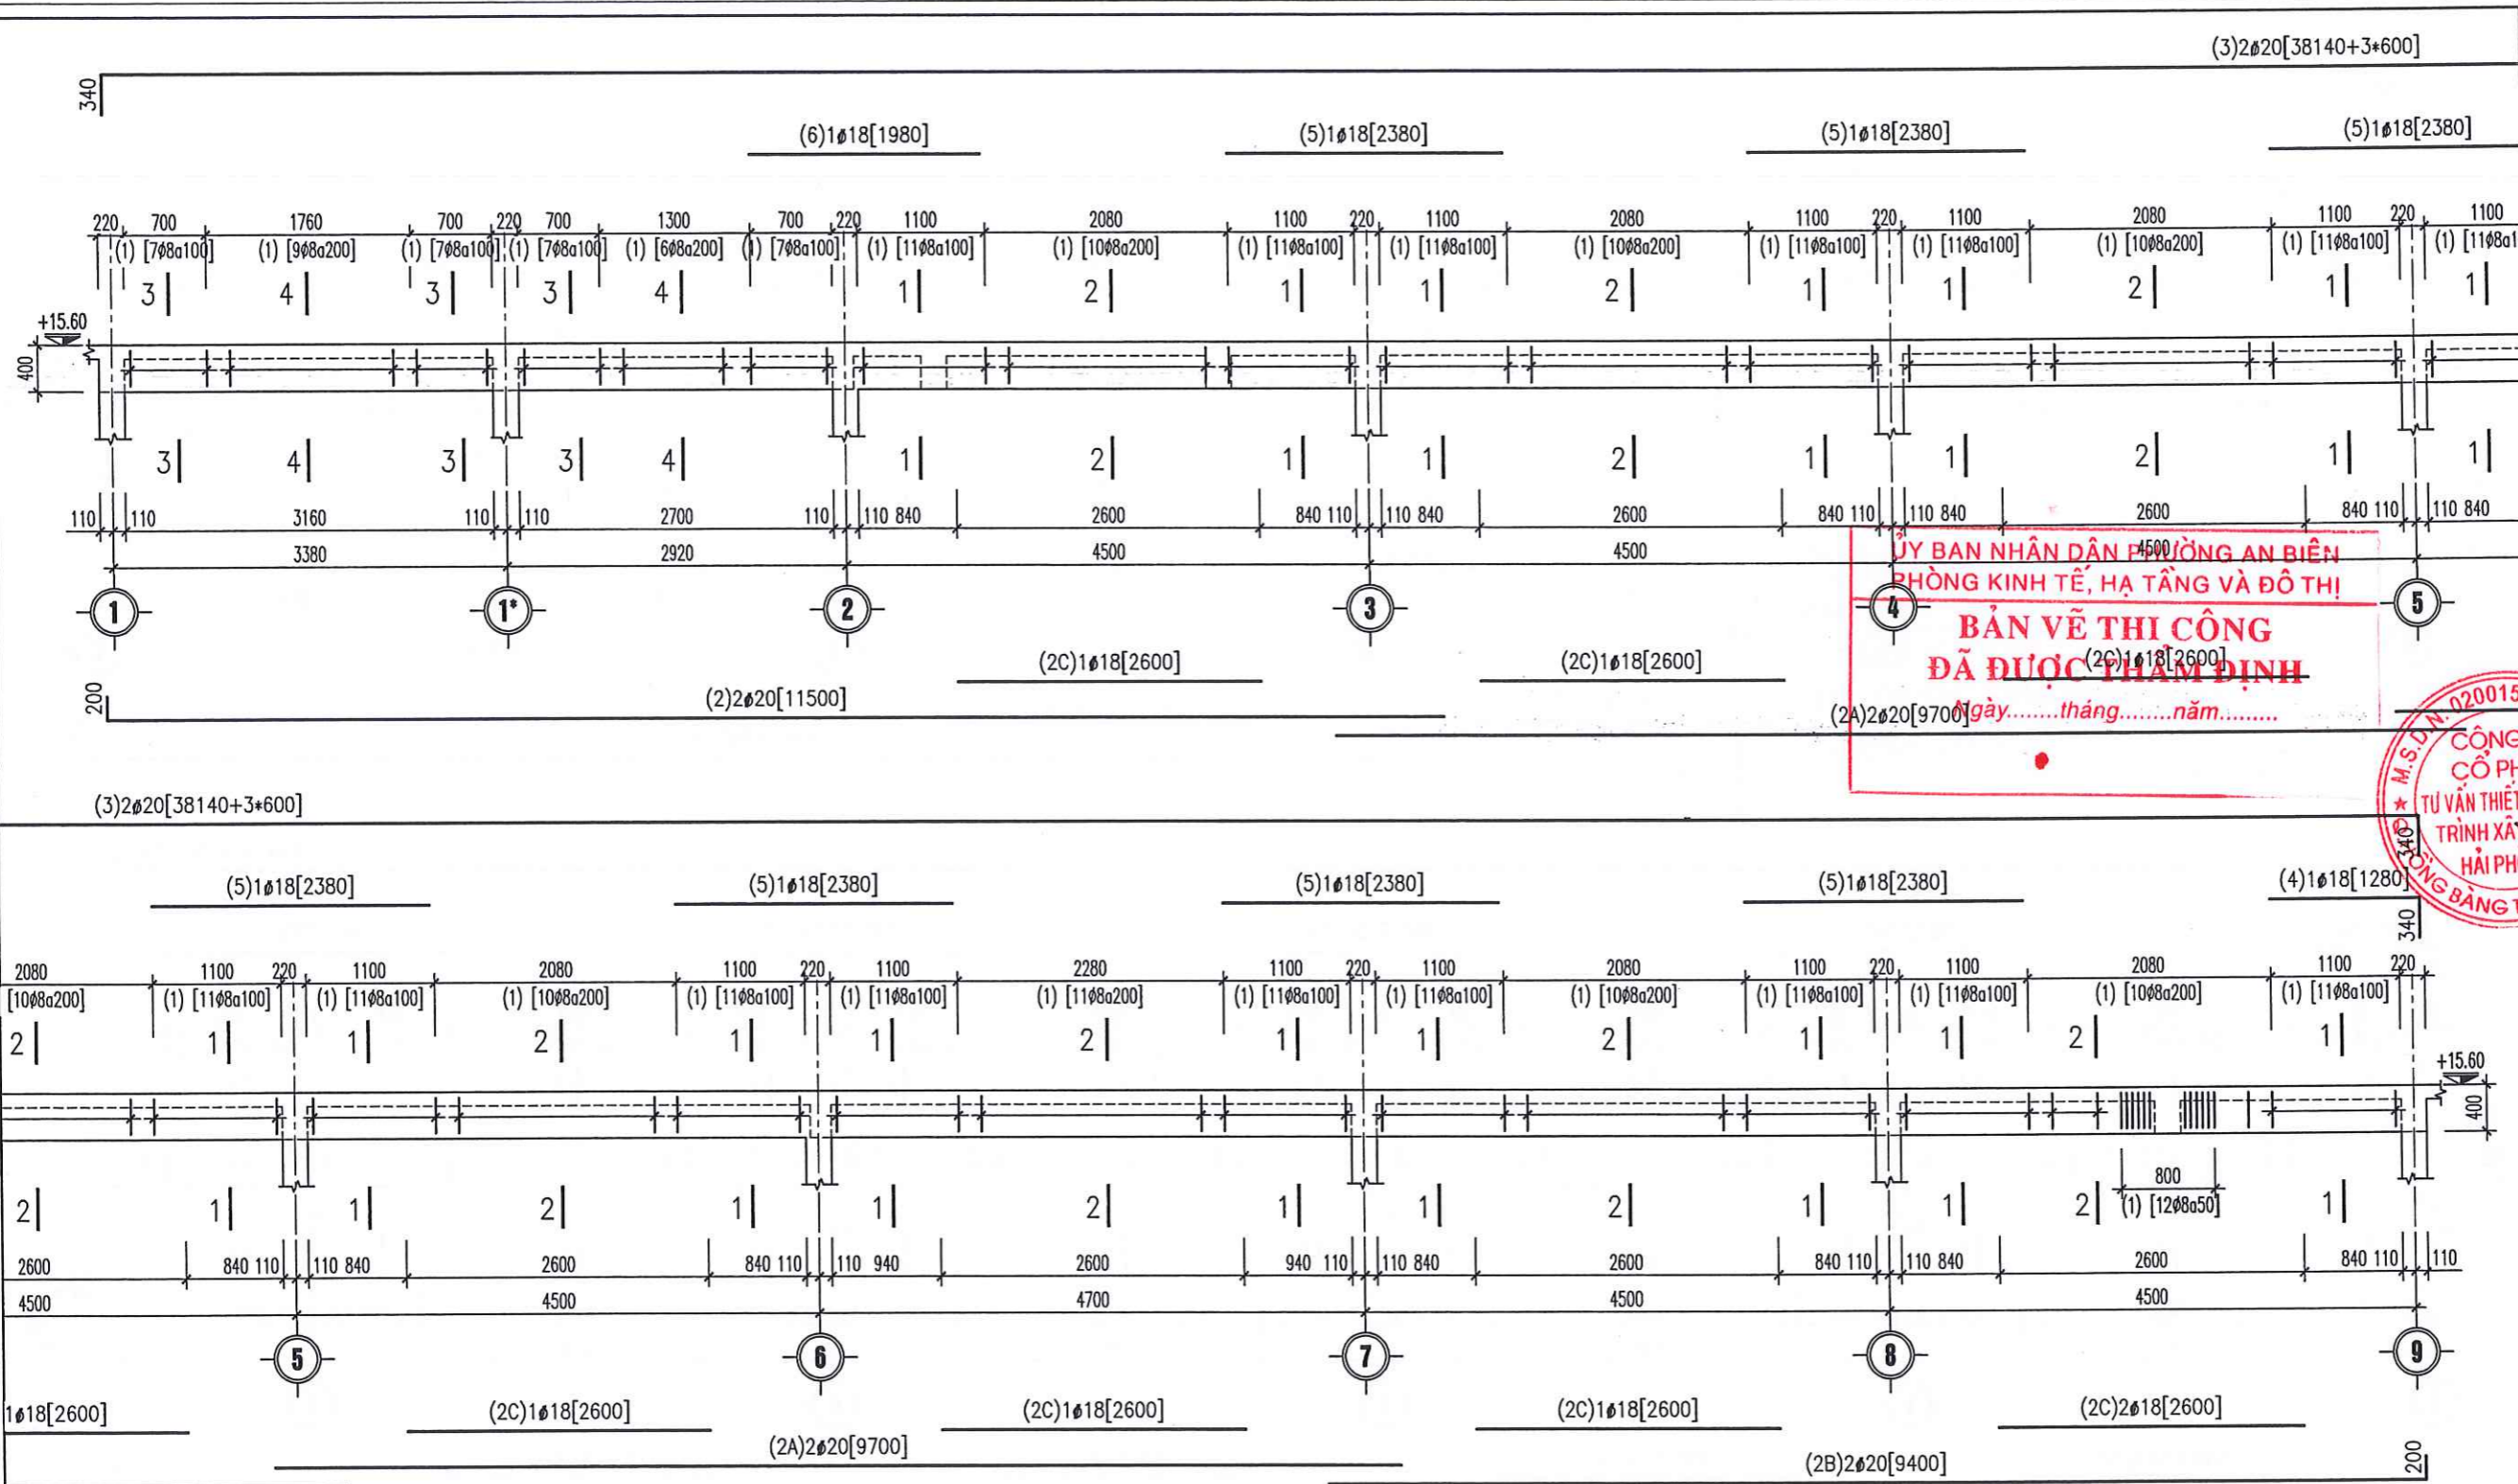 (3)2ø20[38140+3*600]
340
(6)1ø18[1980] (5)1ø18[2380] (5)1ø18[2380] (5)1ø18[2380]
220 700 1760 700 220 700 1300 700 220 1100 2080 1100 220 1100 2080 1100 220 1100 2080 1100 220 1100
(1) [7ø8a100] (1) [9ø8a200] (1) [7ø8a100] (1) [7ø8a100] (1) [6ø8a200] (1) [7ø8a100] (1) [11ø8a100] (1) [10ø8a200] (1) [11ø8a100] (1) [11ø8a100] (1) [10ø8a200] (1) [11ø8a100] (1) [11ø8a100] (1) [10ø8a200] (1) [11ø8a100] (1) [11ø8a1
3 4 3 3 4 1 2 1 1 2 1 1 2 1 1
+15.60
400
3 4 3 3 4 1 2 1 1 2 1 1 2 1 1
110 110 3160 110 110 2700 110 110 840 2600 840 110 110 840 2600 840 110 110 840 2600 840 110 110 840
3380 2920 4500 4500 4500
ỦY BAN NHÂN DÂN PHƯỜNG AN BIÊN
PHÒNG KINH TẾ, HẠ TẦNG VÀ ĐÔ THỊ
1 1* 2 3 4 5
BẢN VẼ THI CÔNG
ĐÃ ĐƯỢC THẨM ĐỊNH
Ngày........tháng........năm.........
(2C)1ø18[2600] (2C)1ø18[2600] (2C)1ø18[2600]
200
(2)2ø20[11500] (2A)2ø20[9700]
M.S.D.N: 020015
CÔNG
CỔ PH
TƯ VẤN THIẾT
TRÌNH XÂ
HẢI PH
ỒNG BÀNG T
(3)2ø20[38140+3*600]
340
(5)1ø18[2380] (5)1ø18[2380] (5)1ø18[2380] (5)1ø18[2380] (4)1ø18[1280]
340
2080 1100 220 1100 2080 1100 220 1100 2280 1100 220 1100 2080 1100 220 1100 2080 1100 220
[10ø8a200] (1) [11ø8a100] (1) [11ø8a100] (1) [10ø8a200] (1) [11ø8a100] (1) [11ø8a100] (1) [11ø8a200] (1) [11ø8a100] (1) [11ø8a100] (1) [10ø8a200] (1) [11ø8a100] (1) [11ø8a100] (1) [10ø8a200] (1) [11ø8a100]
2 1 1 2 1 1 2 1 1 2 1 1 2 1
+15.60
400
800
(1) [12ø8a50]
2 1 1 2 1 1 2 1 1 2 1 1 2 1
2600 840 110 110 840 2600 840 110 110 940 2600 940 110 110 840 2600 840 110 110 840 2600 840 110 110
4500 4500 4700 4500 4500
5 6 7 8 9
1ø18[2600] (2C)1ø18[2600] (2C)1ø18[2600] (2C)1ø18[2600] (2C)2ø18[2600]
(2A)2ø20[9700] (2B)2ø20[9400]
200